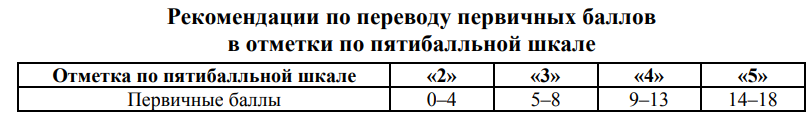 Рекомендации по переводу первичных баллов
в отметки по пятибалльной шкале
Отметка по пятибалльной шкале «2» «3» «4» «5»
Первичные баллы 0–4 5–8 9–13 14–18